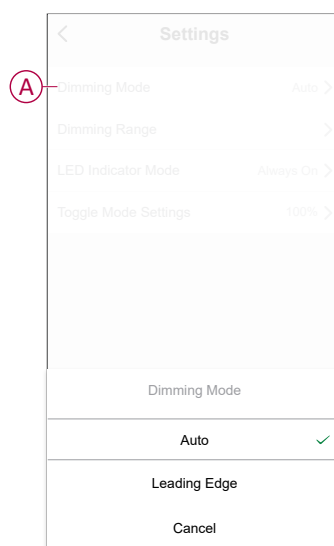 Settings
A
Dimming Mode Auto
Dimming Range
LED Indicator Mode Always On
Toggle Mode Settings 100%
Dimming Mode
Auto
Leading Edge
Cancel